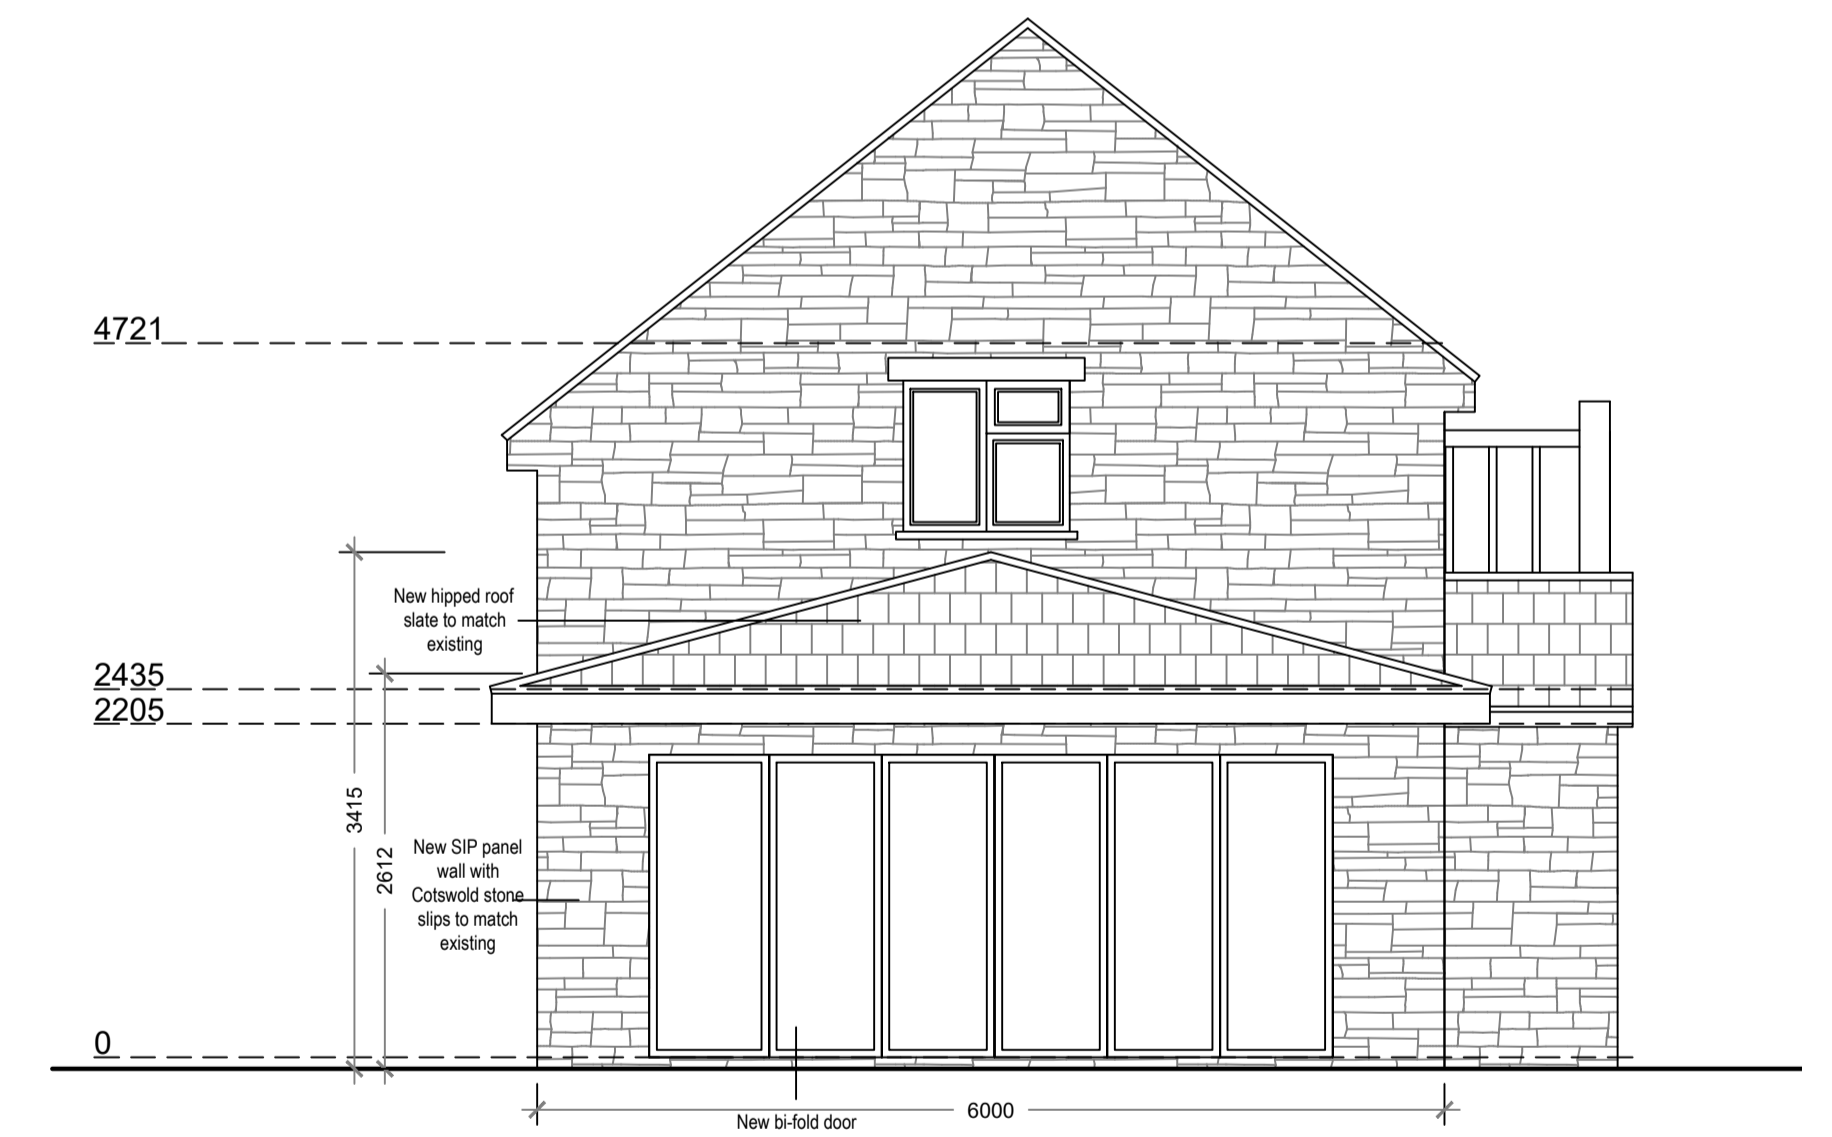 4721
New hipped roof
slate to match
existing
2435
2205
3415
2612
New SIP panel
wall with
Cotswold stone
slips to match
existing
0
6000
New bi-fold door